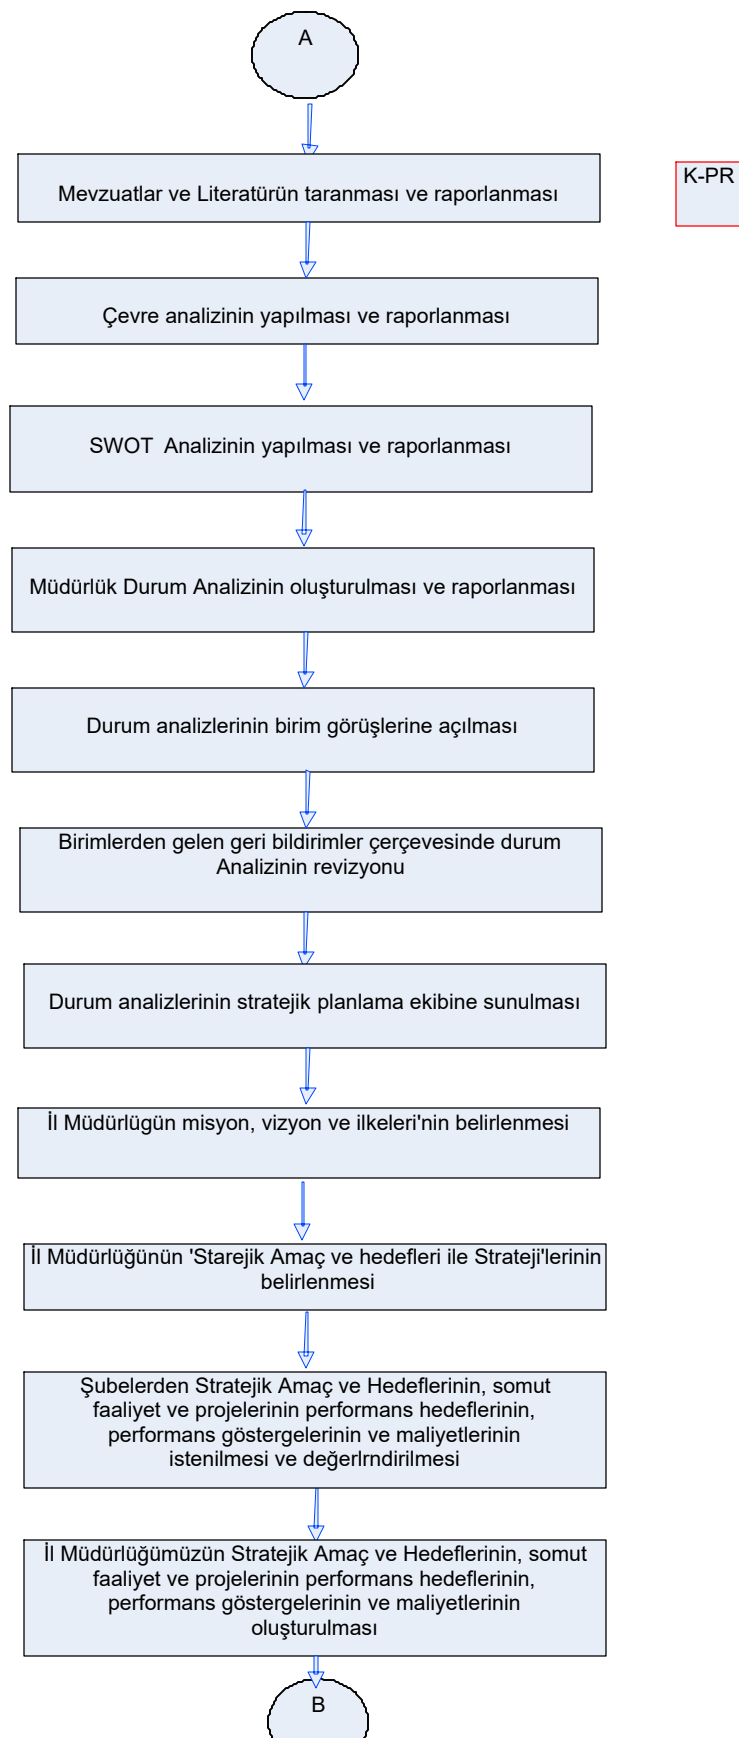 A
Mevzuatlar ve Literatürün taranması ve raporlanması
K-PR
Çevre analizinin yapılması ve raporlanması
SWOT  Analizinin yapılması ve raporlanması
Müdürlük Durum Analizinin oluşturulması ve raporlanması
Durum analizlerinin birim görüşlerine açılması
Birimlerden gelen geri bildirimler çerçevesinde durum
Analizinin revizyonu
Durum analizlerinin stratejik planlama ekibine sunulması
İl Müdürlügün misyon, vizyon ve ilkeleri'nin belirlenmesi
İl Müdürlüğünün 'Starejik Amaç ve hedefleri ile Strateji'lerinin
belirlenmesi
Şubelerden Stratejik Amaç ve Hedeflerinin, somut
faaliyet ve projelerinin performans hedeflerinin,
performans göstergelerinin ve maliyetlerinin
istenilmesi ve değerlrndirilmesi
İl Müdürlüğümüzün Stratejik Amaç ve Hedeflerinin, somut
faaliyet ve projelerinin performans hedeflerinin,
performans göstergelerinin ve maliyetlerinin
oluşturulması
B